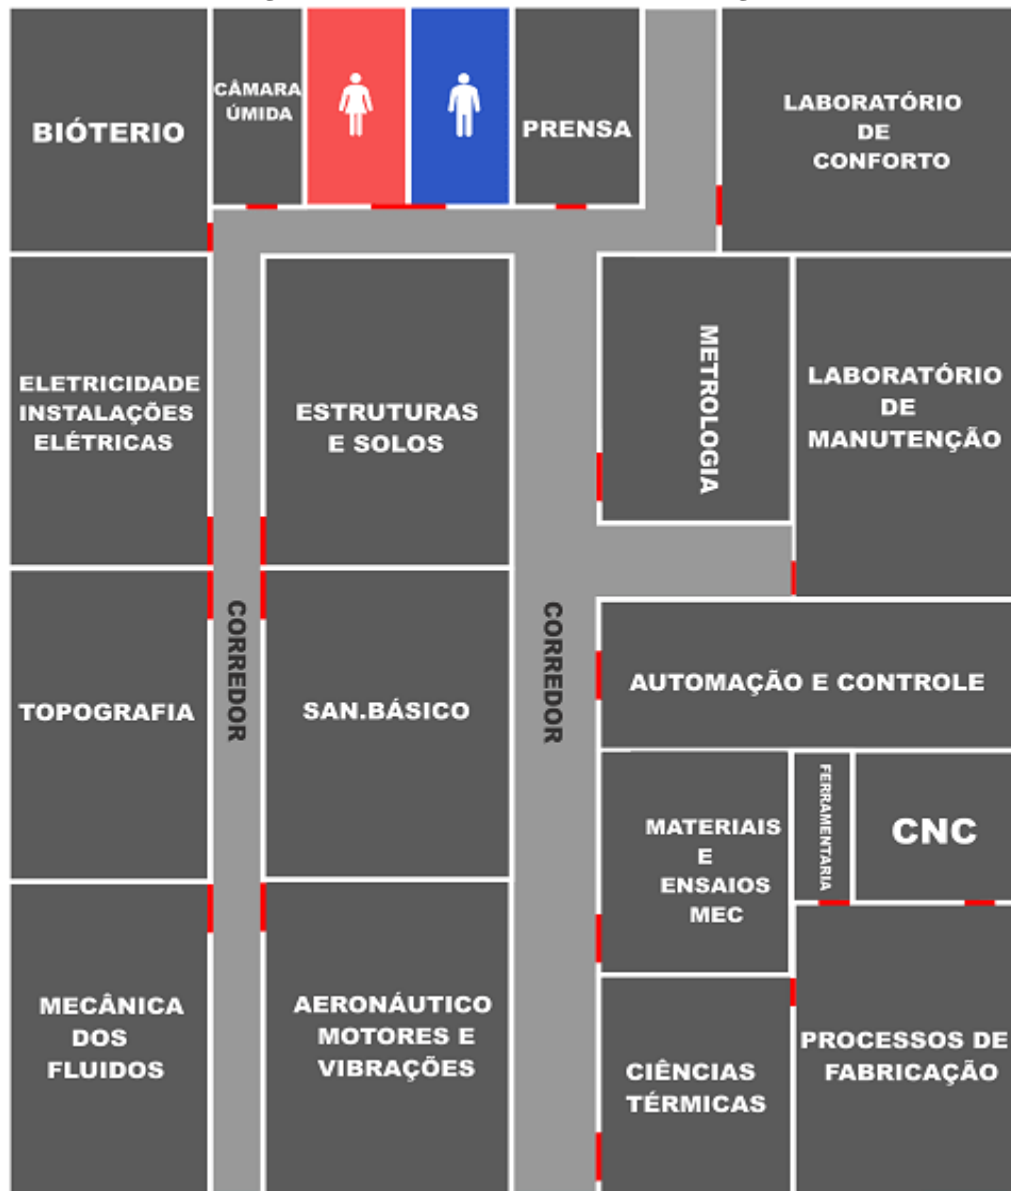 BIÓTERIO
CÂMARA
ÚMIDA
PRENSA
LABORATÓRIO
DE
CONFORTO
ELETRICIDADE
INSTALAÇÕES
ELÉTRICAS
ESTRUTURAS
E SOLOS
METROLOGIA
LABORATÓRIO
DE
MANUTENÇÃO
TOPOGRAFIA
CORREDOR
SAN.BÁSICO
CORREDOR
AUTOMAÇÃO E CONTROLE
MATERIAIS
E
ENSAIOS
MEC
FERRAMENTARIA
CNC
MECÂNICA
DOS
FLUIDOS
AERONÁUTICO
MOTORES E
VIBRAÇÕES
CIÊNCIAS
TÉRMICAS
PROCESSOS DE
FABRICAÇÃO